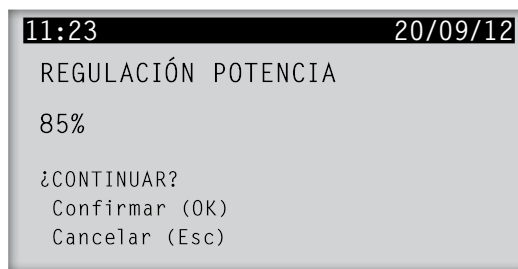 11:23 20/09/12
REGULACIÓN POTENCIA
85%
¿CONTINUAR?
Confirmar (OK)
Cancelar (Esc)